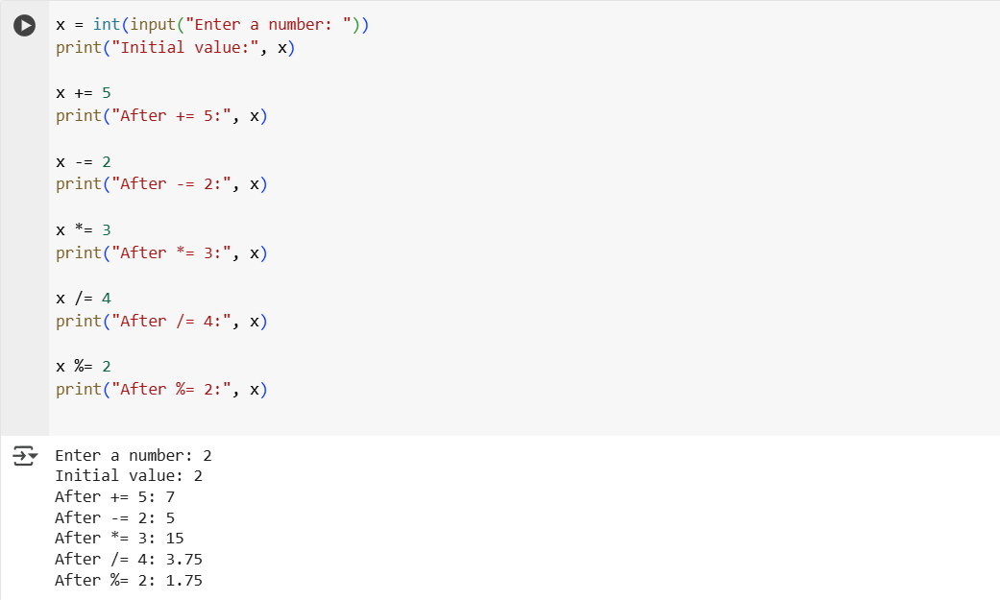 x = int(input("Enter a number: "))
print("Initial value:", x)
x += 5
print("After += 5:", x)
x -= 2
print("After -= 2:", x)
x *= 3
print("After *= 3:", x)
x /= 4
print("After /= 4:", x)
x %= 2
print("After %= 2:", x)
Enter a number: 2
Initial value: 2
After += 5: 7
After -= 2: 5
After *= 3: 15
After /= 4: 3.75
After %= 2: 1.75